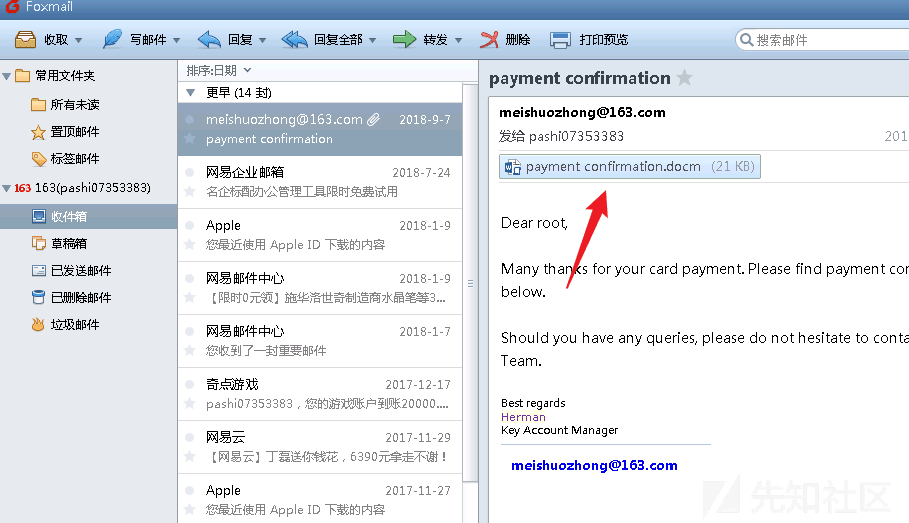 Foxmail
收取 写邮件 回复 回复全部 转发 删除 打印预览 搜索邮件
常用文件夹
所有未读
置顶邮件
标签邮件
163 163(pashi07353383)
收件箱
草稿箱
已发送邮件
已删除邮件
垃圾邮件
排序:日期
更早 (14 封)
meishuozhong@163.com 2018-9-7
payment confirmation
网易企业邮箱 2018-7-24
名企标配办公管理工具限时免费试用
Apple 2018-1-9
您最近使用 Apple ID 下载的内容
网易邮件中心 2018-1-9
【限时0元领】施华洛世奇制造商水晶笔等3...
网易邮件中心 2018-1-7
您收到了一封重要邮件
奇点游戏 2017-12-17
pashi07353383，您的游戏账户到账20000....
网易云 2017-11-29
【网易云】丁磊送你钱花，6390元拿走不谢！
Apple 2017-11-27
您最近使用 Apple ID 下载的内容
payment confirmation
meishuozhong@163.com
发给 pashi07353383 201
payment confirmation.docm (21 KB)
Dear root,
Many thanks for your card payment. Please find payment con
below.
Should you have any queries, please do not hesitate to conta
Team.
Best regards
Herman
Key Account Manager
meishuozhong@163.com
先知社区